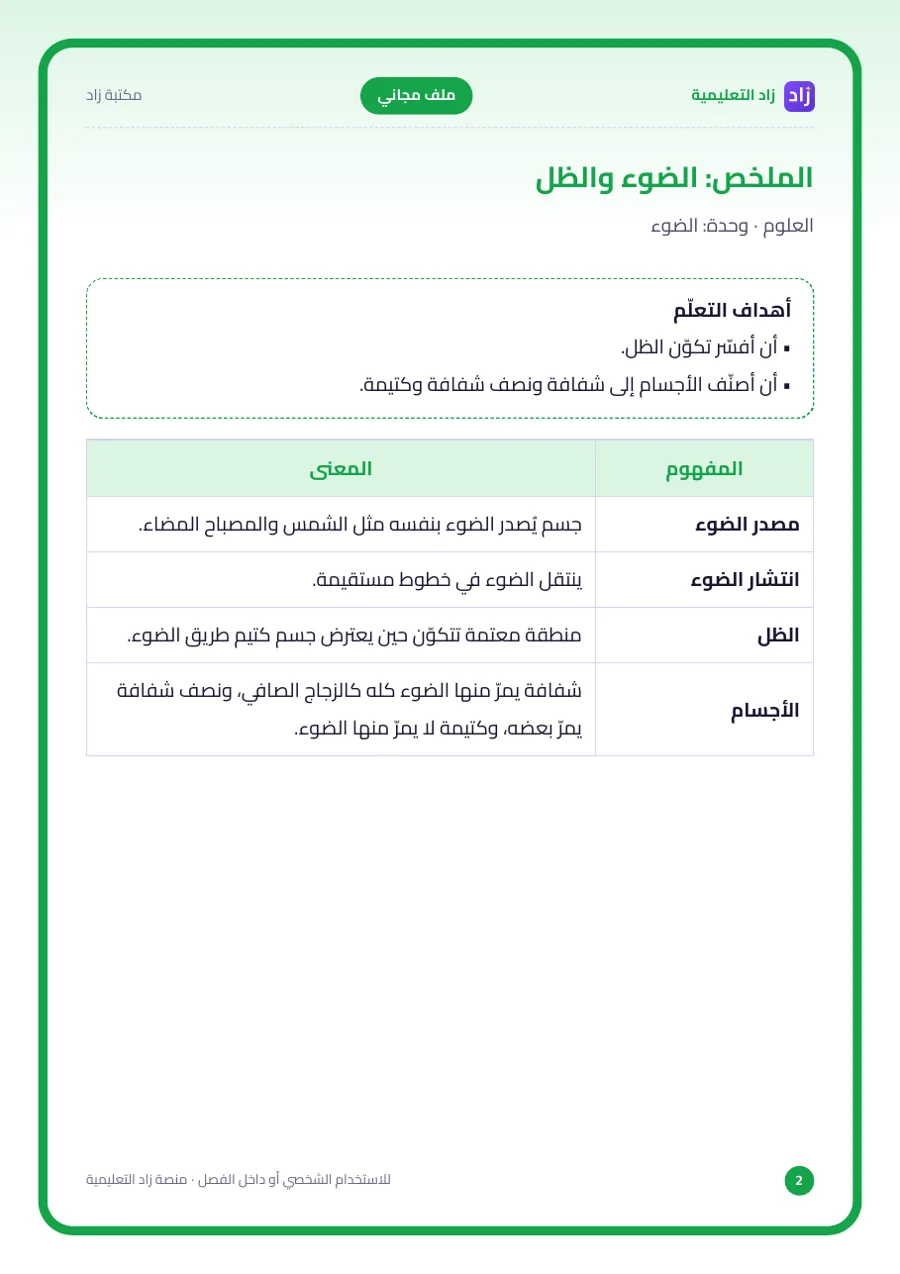 زاد
زاد التعليمية
ملف مجاني
مكتبة زاد
الملخص: الضوء والظل
العلوم · وحدة: الضوء
أهداف التعلّم
▪ أن أفسّر تكوّن الظل.
▪ أن أصنّف الأجسام إلى شفافة ونصف شفافة وكتيمة.
المفهوم
المعنى
مصدر الضوء
جسم يُصدر الضوء بنفسه مثل الشمس والمصباح المضاء.
انتشار الضوء
ينتقل الضوء في خطوط مستقيمة.
الظل
منطقة معتمة تتكوّن حين يعترض جسم كتيم طريق الضوء.
الأجسام
شفافة يمرّ منها الضوء كله كالزجاج الصافي، ونصف شفافة
يمرّ بعضه، وكتيمة لا يمرّ منها الضوء.
2
للاستخدام الشخصي أو داخل الفصل · منصة زاد التعليمية